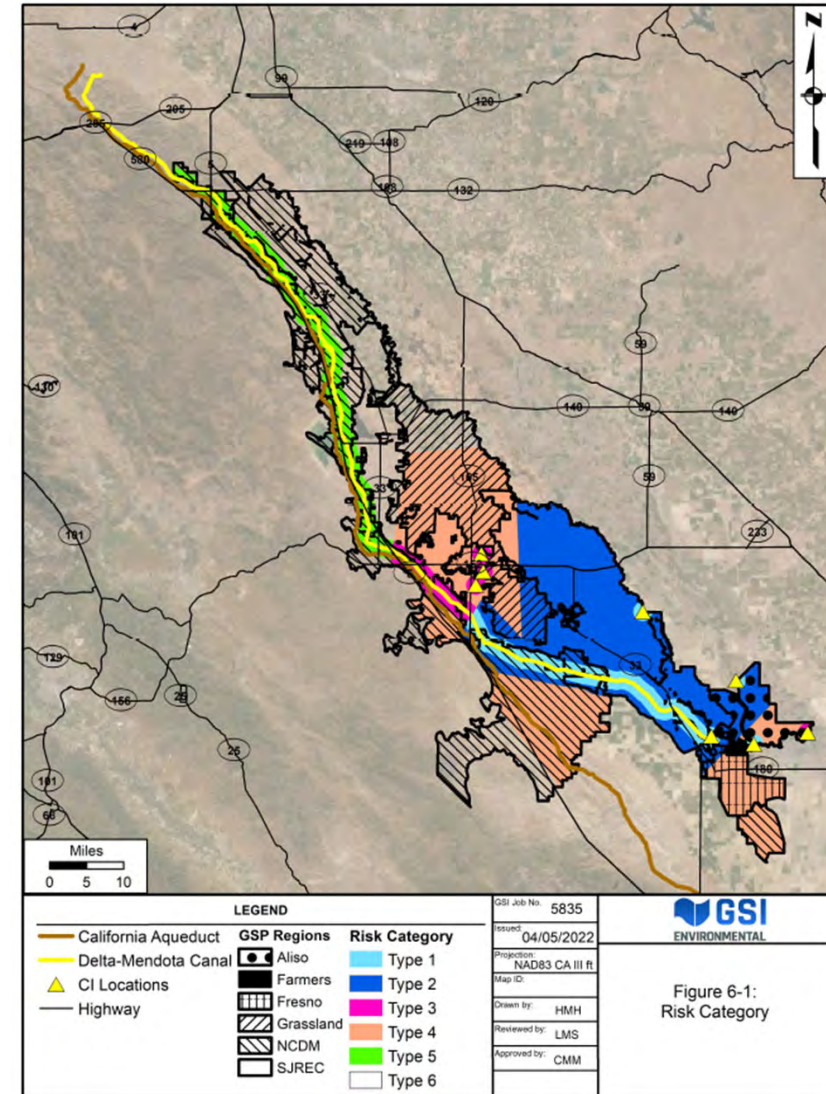 4
N
99
205
120
205
219
108
580
5
132
59
140
59
140
33
165
59
101
233
33
129
25
156
25
180
101
68
Miles
0 5 10
LEGEND
California Aqueduct
Delta-Mendota Canal
CI Locations
Highway
GSP Regions
Aliso
Farmers
Fresno
Grassland
NCDM
SJREC
Risk Category
Type 1
Type 2
Type 3
Type 4
Type 5
Type 6
GSI Job No. 5835
Issued: 04/05/2022
Projection: NAD83 CA III ft
Map ID:
Drawn by: HMH
Reviewed by: LMS
Approved by: CMM
GSI
ENVIRONMENTAL
Figure 6-1:
Risk Category